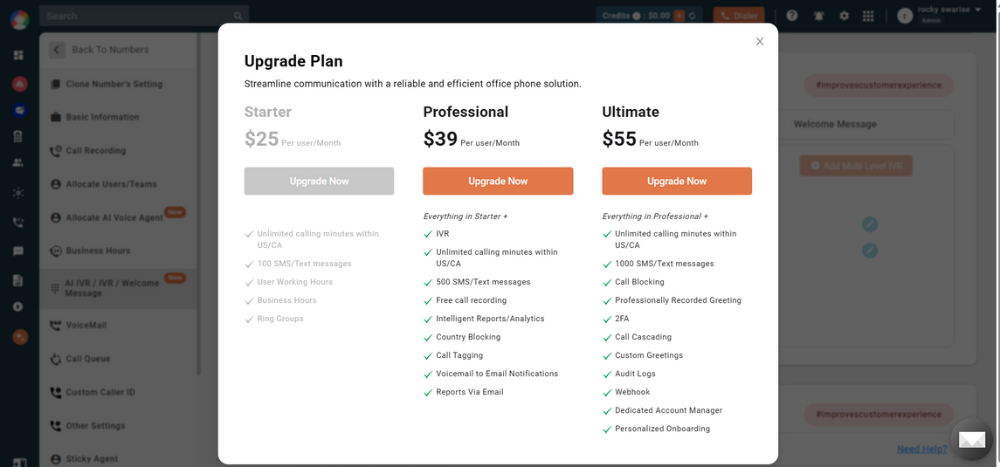 Search
Credits : $0.00
Dialer
rocky swarise
Admin
Back To Numbers
Clone Number's Setting
Basic Information
Call Recording
Allocate Users/Teams
Allocate AI Voice Agent
New
Business Hours
AI IVR / IVR / Welcome
Message
New
VoiceMail
Call Queue
Custom Caller ID
Other Settings
Sticky Agent
Upgrade Plan
Streamline communication with a reliable and efficient office phone solution.
Starter
$25 Per user/Month
Upgrade Now
Unlimited calling minutes within
US/CA
100 SMS/Text messages
User Working Hours
Business Hours
Ring Groups
Professional
$39 Per user/Month
Upgrade Now
Everything in Starter +
IVR
Unlimited calling minutes within
US/CA
500 SMS/Text messages
Free call recording
Intelligent Reports/Analytics
Country Blocking
Call Tagging
Voicemail to Email Notifications
Reports Via Email
Ultimate
$55 Per user/Month
Upgrade Now
Everything in Professional +
Unlimited calling minutes within
US/CA
1000 SMS/Text messages
Call Blocking
Professionally Recorded Greeting
2FA
Call Cascading
Custom Greetings
Audit Logs
Webhook
Dedicated Account Manager
Personalized Onboarding
#improvescustomerexperience
Welcome Message
Add Multi Level IVR
#improvescustomerexperience
Need Help?